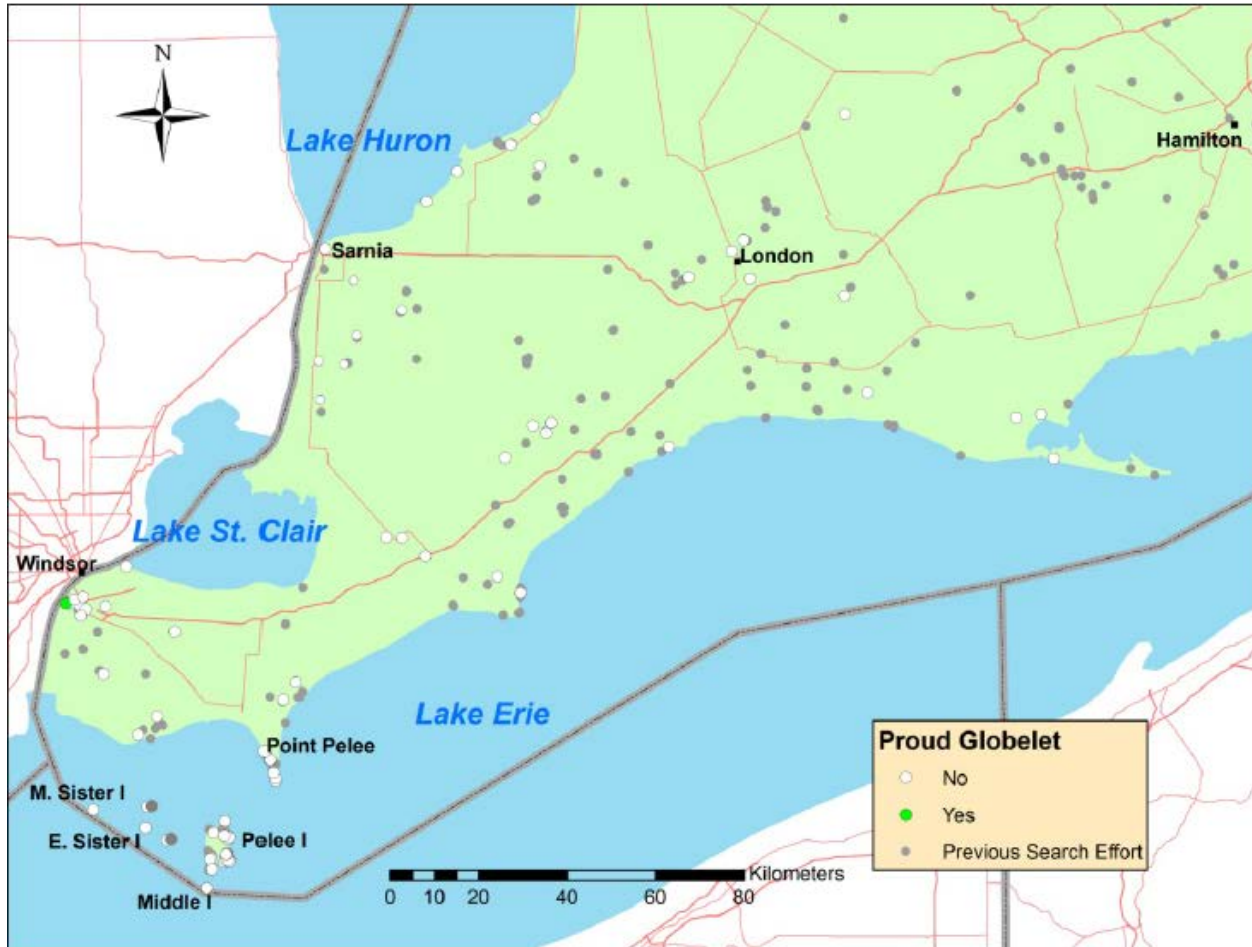 N
Lake Huron
Hamilton
Sarnia
London
Lake St. Clair
Windsor
Lake Erie
Point Pelee
M. Sister I
E. Sister I
Pelee I
Middle I
Proud Globelet
No
Yes
Previous Search Effort
Kilometers
0 10 20 40 60 80